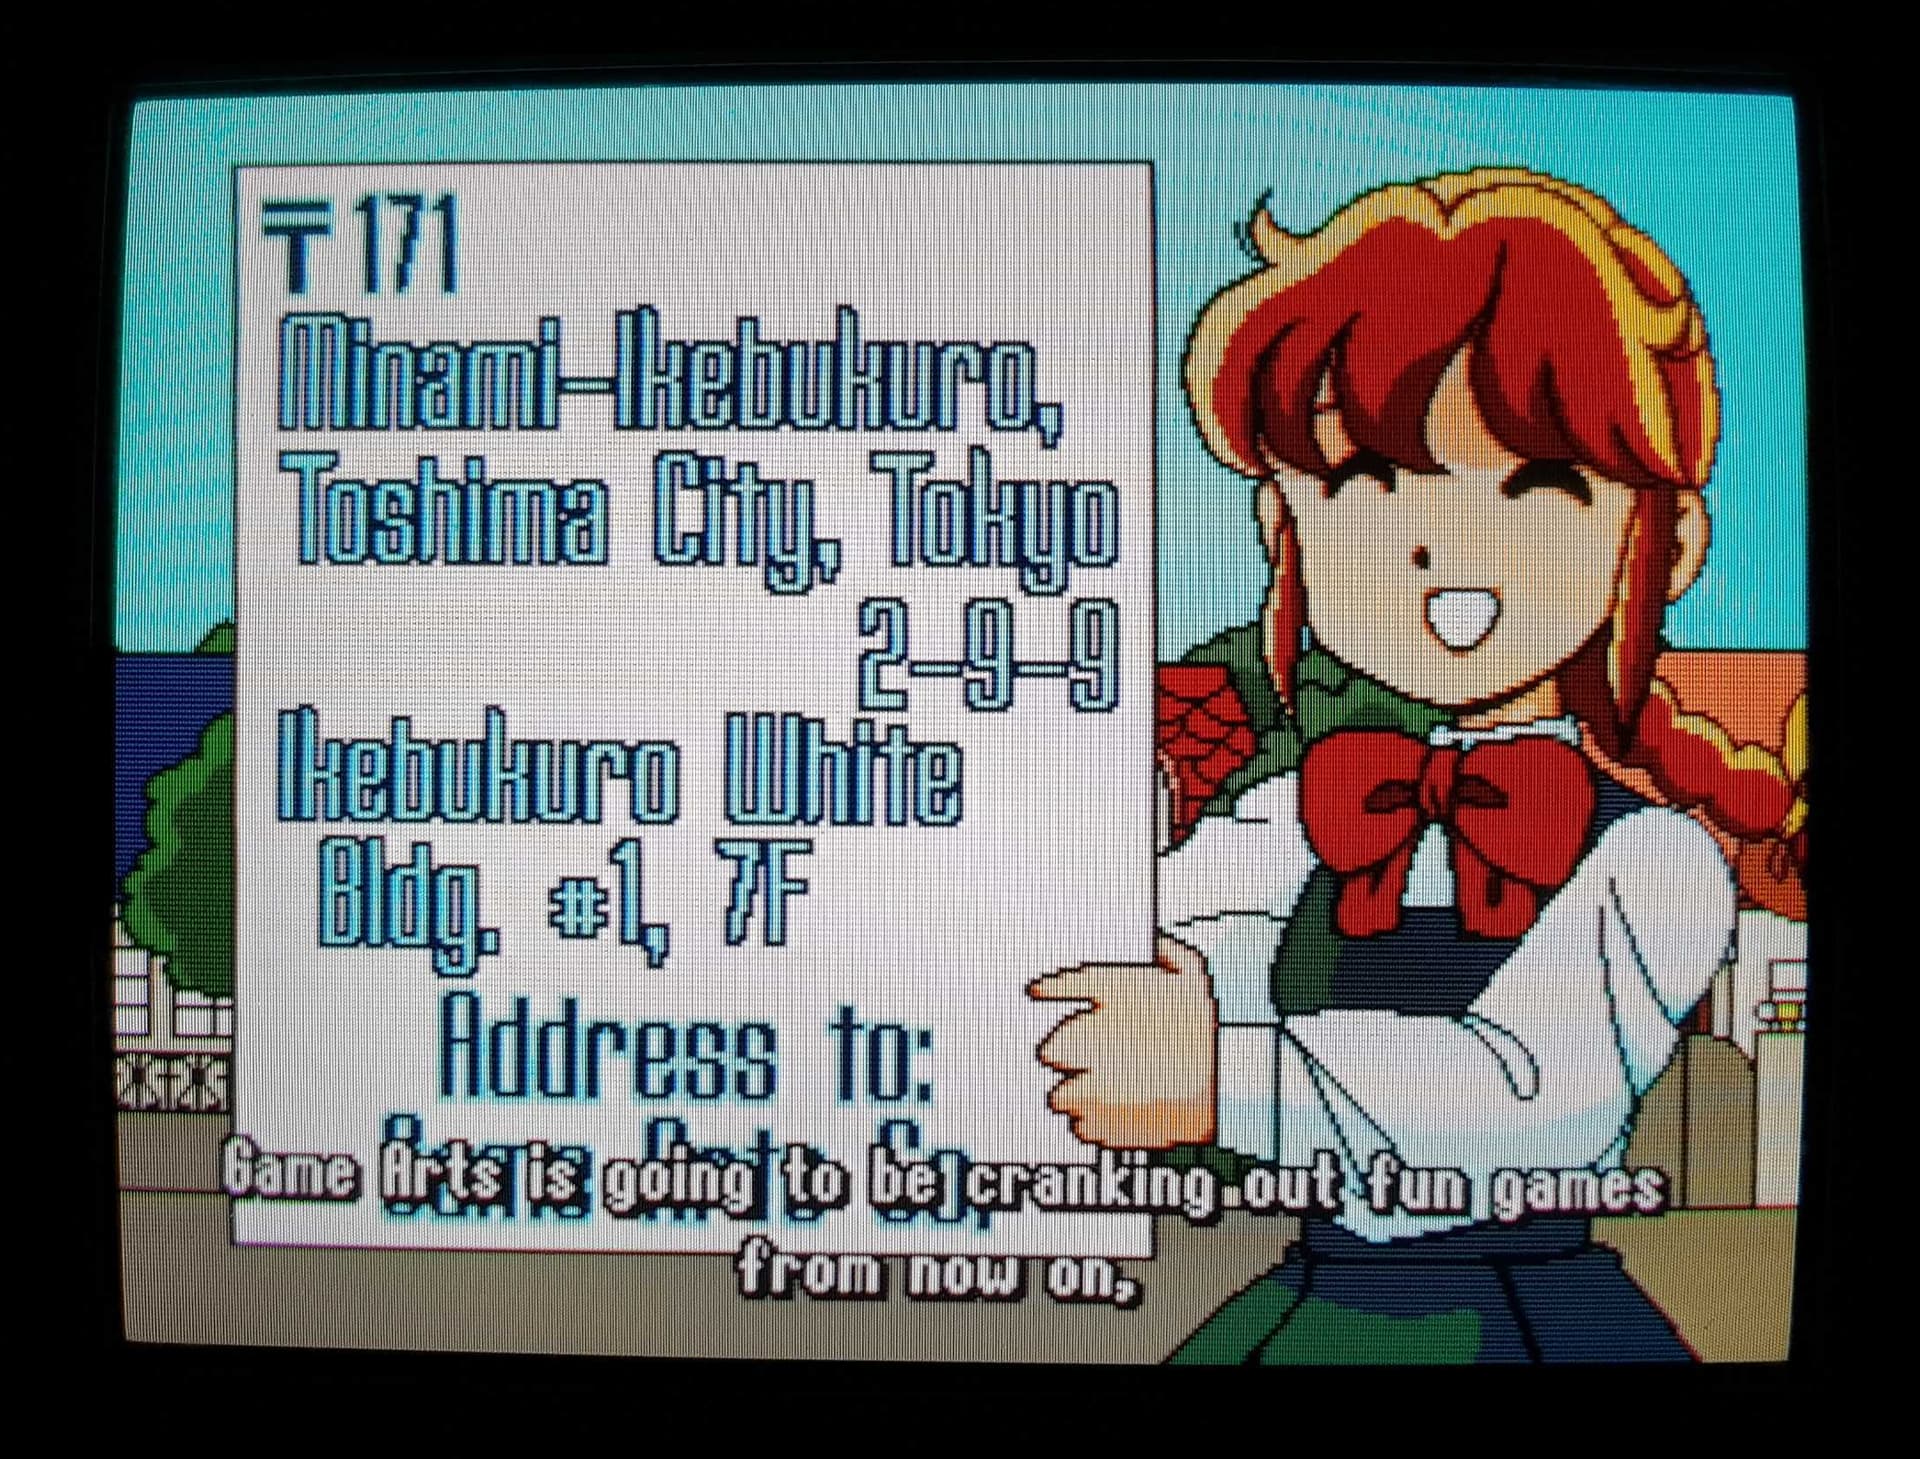 〒171
Minami-Ikebukuro,
Toshima City, Tokyo
2-9-9
Ikebukuro White
Bldg. #1, 7F
Address to:
Game Arts is going to be cranking out fun games
from now on,